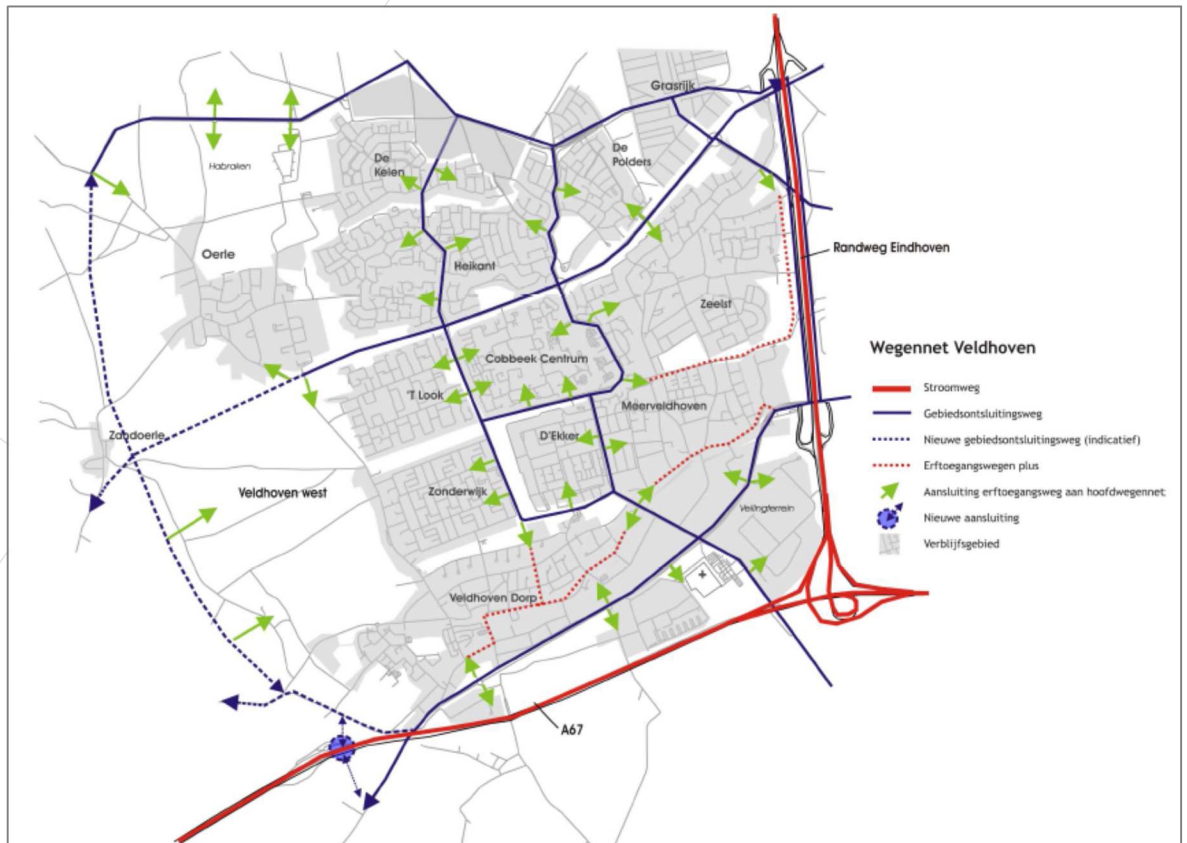 Grasrijk
De
Kelen
De
Polders
Habraken
Oerle
Heikant
Randweg Eindhoven
Zeelst
Cobbeek Centrum
'T Look
Meerveldhoven
Zandoerle
D'Ekker
Veldhoven west
Zonderwijk
Veilingterrein
Veldhoven Dorp
A67
Wegennet Veldhoven
Stroomweg
Gebiedsontsluitingsweg
Nieuwe gebiedsontsluitingsweg (indicatief)
Erftoegangswegen plus
Aansluiting erftoegangsweg aan hoofdwegennet
Nieuwe aansluiting
Verblijfsgebied